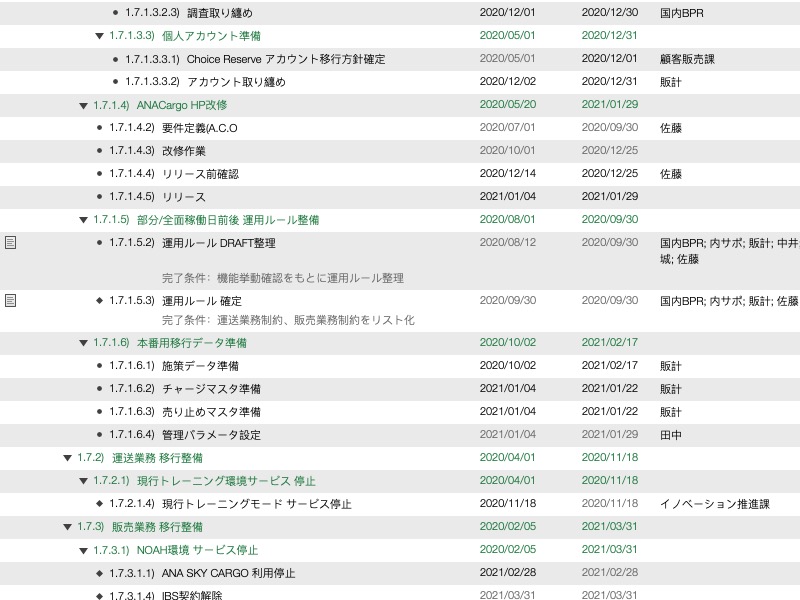 1.7.1.3.2.3) 調査取り纏め 2020/12/01 2020/12/30 国内BPR
1.7.1.3.3) 個人アカウント準備 2020/05/01 2020/12/31
1.7.1.3.3.1) Choice Reserve アカウント移行方針確定 2020/05/01 2020/12/31 顧客販売課
1.7.1.3.3.2) アカウント取り纏め 2020/12/02 2020/12/31 販計
1.7.1.4) ANACargo HP改修 2020/05/20 2021/01/29
1.7.1.4.2) 要件定義(A.C.O 2020/07/01 2020/09/30 佐藤
1.7.1.4.3) 改修作業 2020/10/01 2020/12/25
1.7.1.4.4) リリース前確認 2020/12/14 2020/12/25 佐藤
1.7.1.4.5) リリース 2021/01/04 2021/01/29
1.7.1.5) 部分/全面稼働日前後 運用ルール整備 2020/08/01 2020/09/30
1.7.1.5.2) 運用ルール DRAFT整理 2020/08/12 2020/09/30 国内BPR; 内サポ; 販計; 中井
城; 佐藤
完了条件: 機能挙動確認をもとに運用ルール整理
1.7.1.5.3) 運用ルール 確定 2020/09/30 2020/09/30 国内BPR; 内サポ; 販計; 佐藤
完了条件: 運送業務制約、販売業務制約をリスト化
1.7.1.6) 本番用移行データ準備 2020/10/02 2021/02/17
1.7.1.6.1) 施策データ準備 2020/10/02 2021/02/17 販計
1.7.1.6.2) チャージマスタ準備 2021/01/04 2021/01/22 販計
1.7.1.6.3) 売り止めマスタ準備 2021/01/04 2021/01/22 販計
1.7.1.6.4) 管理パラメータ設定 2021/01/04 2021/01/29 田中
1.7.2) 運送業務 移行整備 2020/04/01 2020/11/18
1.7.2.1) 現行トレーニング環境サービス 停止 2020/04/01 2020/11/18
1.7.2.1.4) 現行トレーニングモード サービス停止 2020/11/18 2020/11/18 イノベーション推進課
1.7.3) 販売業務 移行整備 2020/02/05 2021/03/31
1.7.3.1) NOAH環境 サービス停止 2020/02/05 2021/03/31
1.7.3.1.1) ANA SKY CARGO 利用停止 2021/02/28 2021/02/28
1.7.3.1.4) IBS契約解除 2021/03/31 2021/03/31